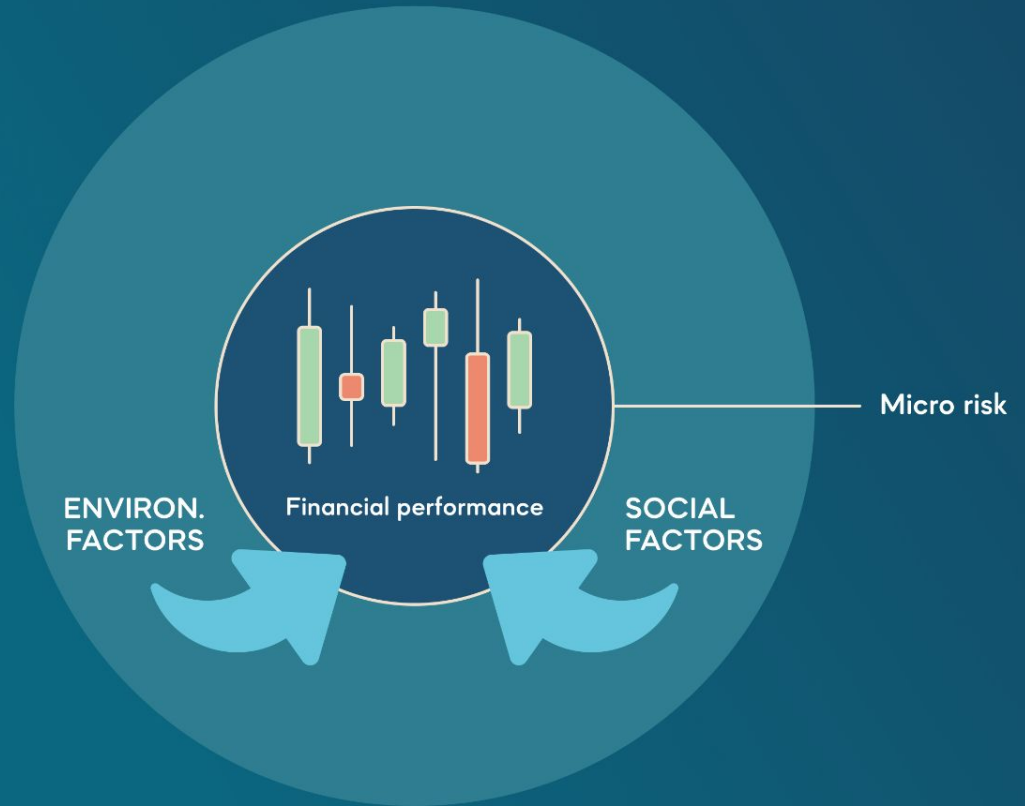 Micro risk
ENVIRON.
FACTORS
Financial performance
SOCIAL
FACTORS